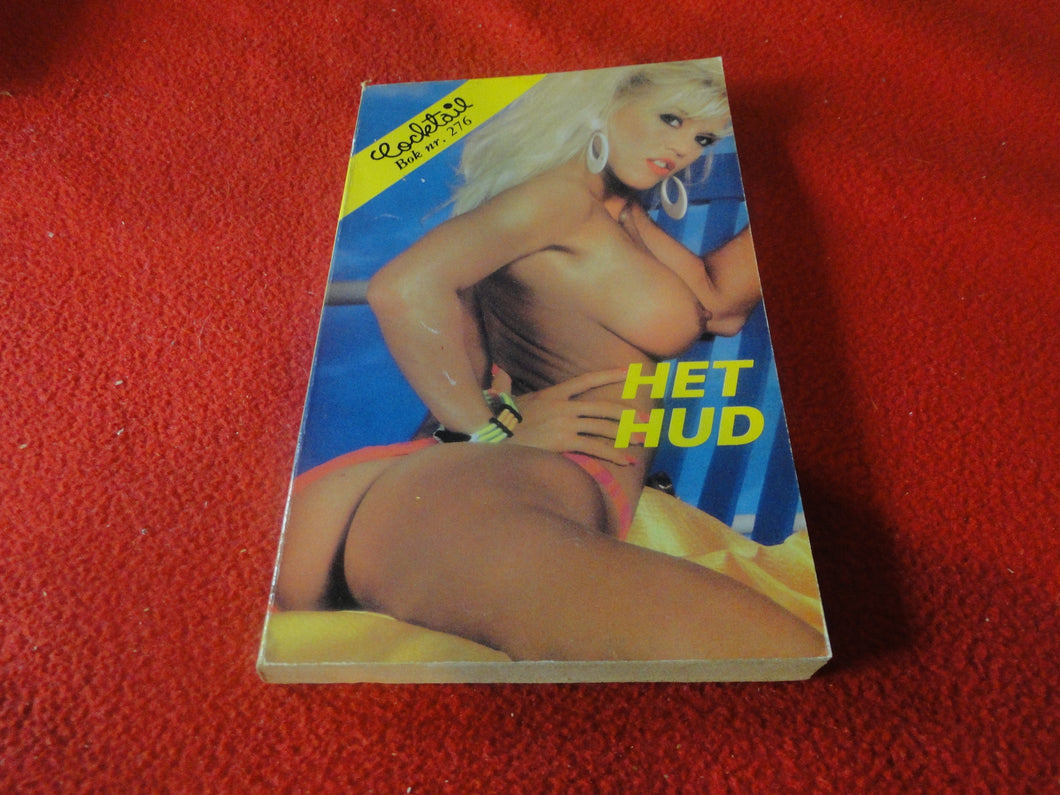 Cocktail
Bok nr. 276
HET
HUD